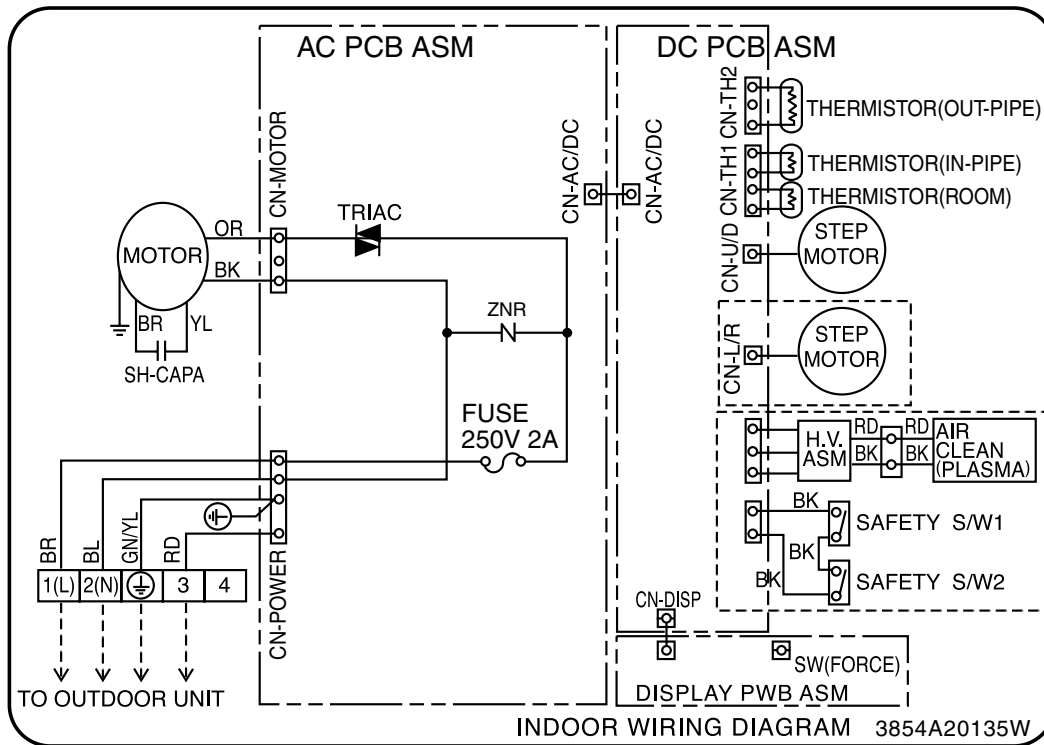 AC PCB ASM
DC PCB ASM
CN-MOTOR
CN-AC/DC
CN-AC/DC
CN-TH2
THERMISTOR(OUT-PIPE)
CN-TH1
THERMISTOR(IN-PIPE)
THERMISTOR(ROOM)
TRIAC
OR
MOTOR
BK
BR
YL
SH-CAPA
ZNR
CN-U/D
STEP
MOTOR
CN-L/R
STEP
MOTOR
FUSE
250V 2A
H.V.
ASM
RD
RD
BK
BK
AIR
CLEAN
(PLASMA)
BK
SAFETY S/W1
BK
BK
SAFETY S/W2
BR
BL
GN/YL
RD
1(L)
2(N)
3
4
CN-POWER
TO OUTDOOR UNIT
CN-DISP
SW(FORCE)
DISPLAY PWB ASM
INDOOR WIRING DIAGRAM 3854A20135W